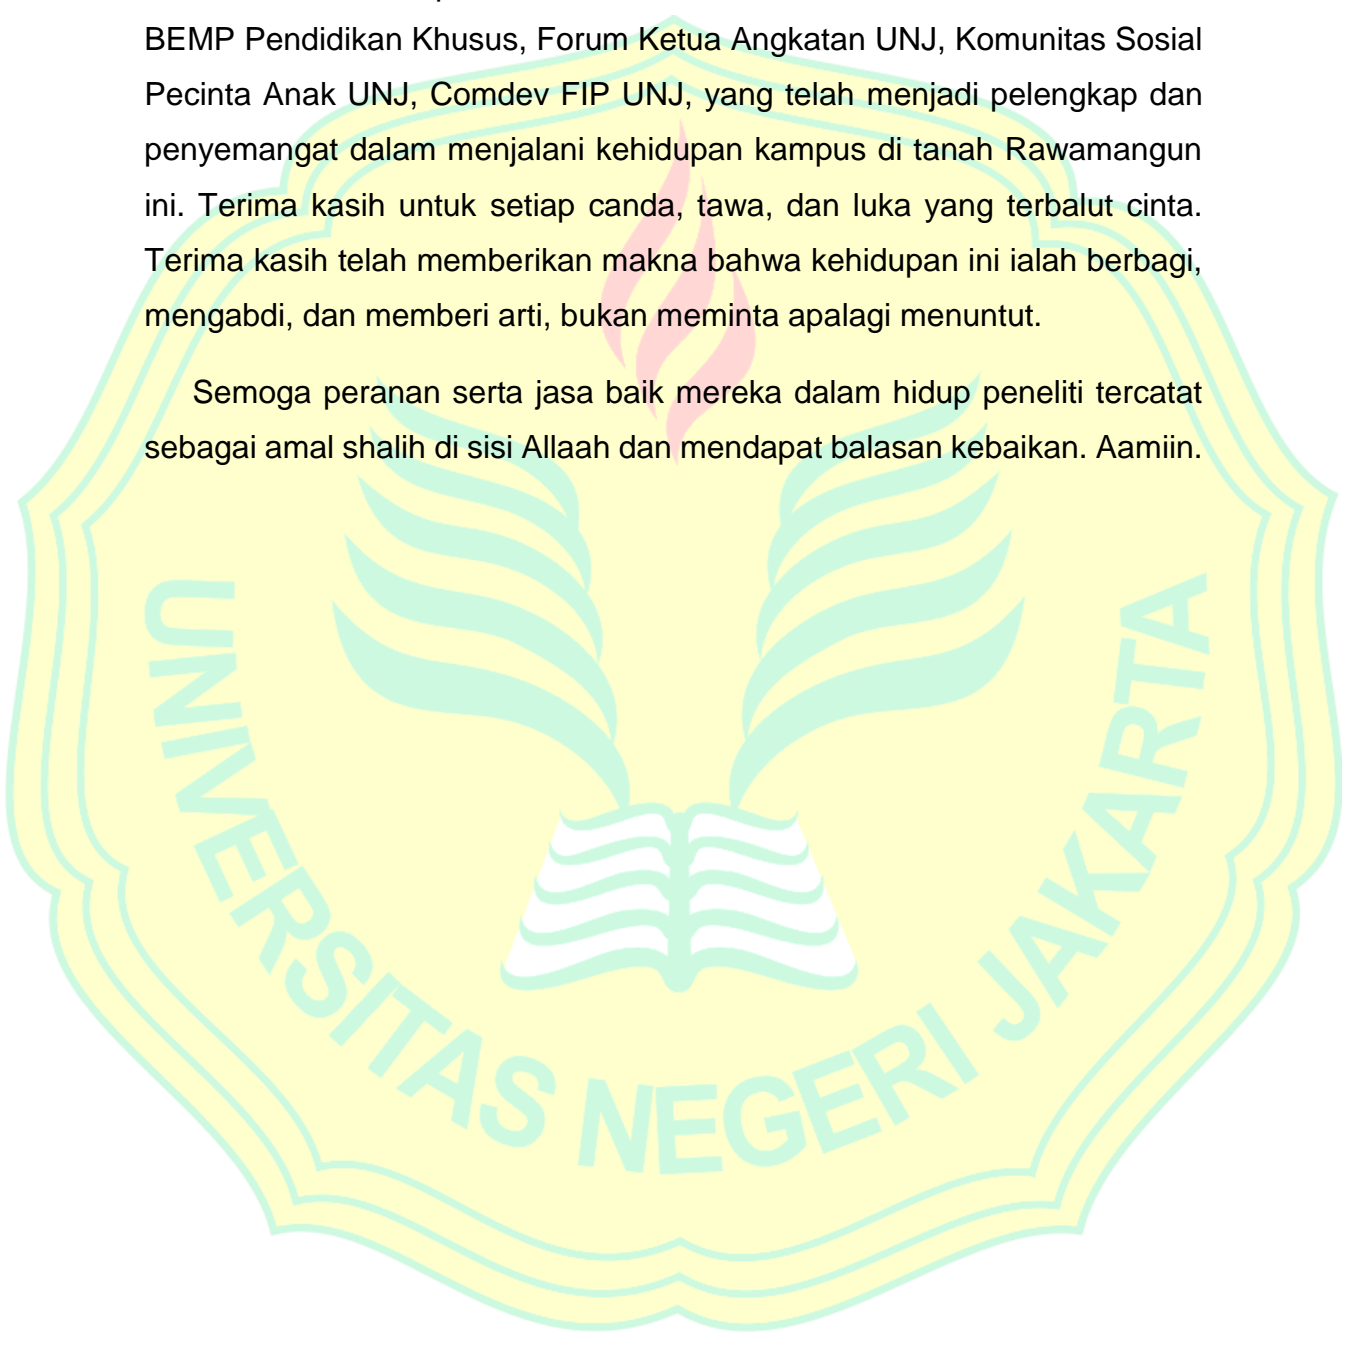 BEMP Pendidikan Khusus, Forum Ketua Angkatan UNJ, Komunitas Sosial
Pecinta Anak UNJ, Comdev FIP UNJ, yang telah menjadi pelengkap dan
penyemangat dalam menjalani kehidupan kampus di tanah Rawamangun
ini. Terima kasih untuk setiap canda, tawa, dan luka yang terbalut cinta.
Terima kasih telah memberikan makna bahwa kehidupan ini ialah berbagi,
mengabdi, dan memberi arti, bukan meminta apalagi menuntut.
Semoga peranan serta jasa baik mereka dalam hidup peneliti tercatat
sebagai amal shalih di sisi Allaah dan mendapat balasan kebaikan. Aamiin.
UNIVERSITAS NEGERI JAKARTA